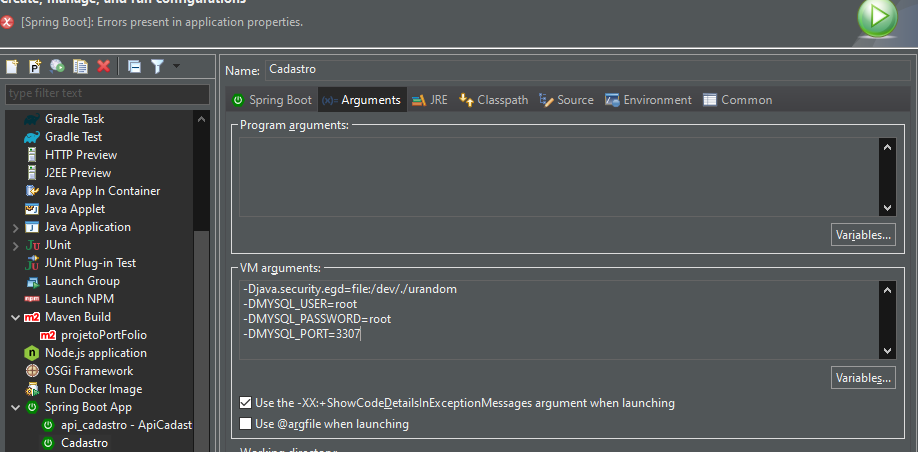 Create, manage, and run configurations
[Spring Boot]: Errors present in application properties.
type filter text
Gradle Task
Gradle Test
HTTP Preview
J2EE Preview
Java App In Container
Java Applet
Java Application
JUnit
JUnit Plug-in Test
Launch Group
Launch NPM
Maven Build
projetoPortFolio
Node.js application
OSGi Framework
Run Docker Image
Spring Boot App
api_cadastro - ApiCadast
Cadastro
Name: Cadastro
Spring Boot (x)= Arguments JRE Classpath Source Environment Common
Program arguments:
Variables...
VM arguments:
-Djava.security.egd=file:/dev/./urandom
-DMYSQL_USER=root
-DMYSQL_PASSWORD=root
-DMYSQL_PORT=3307
Variables...
Use the -XX:+ShowCodeDetailsInExceptionMessages argument when launching
Use @argfile when launching
Working directory: